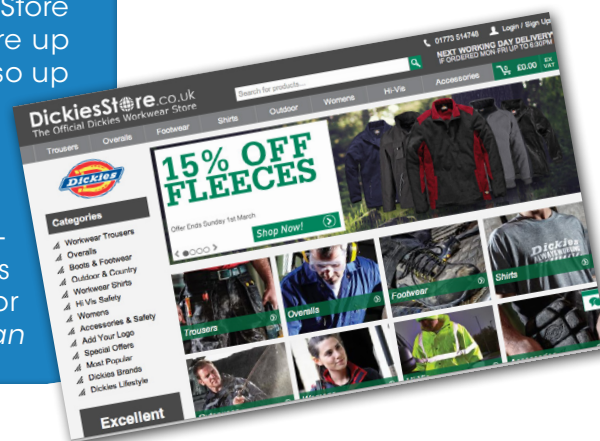 Store
re up
so up
s
or
an
DickiesStore.co.uk
The Official Dickies Workwear Store
Search for products...
01773 514748
Login / Sign Up
NEXT WORKING DAY DELIVERY
IF ORDERED MON-FRI UP TO 6:30PM
£0.00 EX VAT
Trousers
Overalls
Footwear
Shirts
Outdoor
Womens
Hi-Vis
Accessories
Dickies
15% OFF
FLEECES
Offer Ends Sunday 1st March
Shop Now!
Categories
Workwear Trousers
Overalls
Boots & Footwear
Outdoor & Country
Workwear Shirts
Hi Vis Safety
Womens
Accessories & Safety
Add Your Logo
Special Offers
Most Popular
Dickies Brands
Dickies Lifestyle
Excellent
Trousers
Overalls
Footwear
Dickies
Shirts